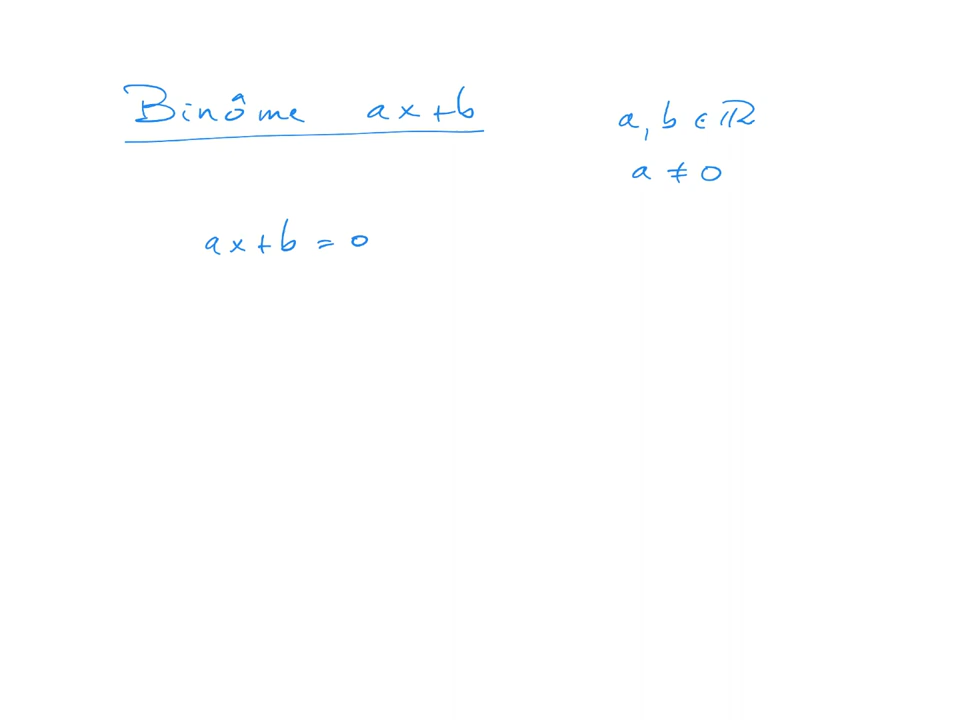 Binôme ax+b
a, b ∈ ℝ
a ≠ 0
ax+b = 0